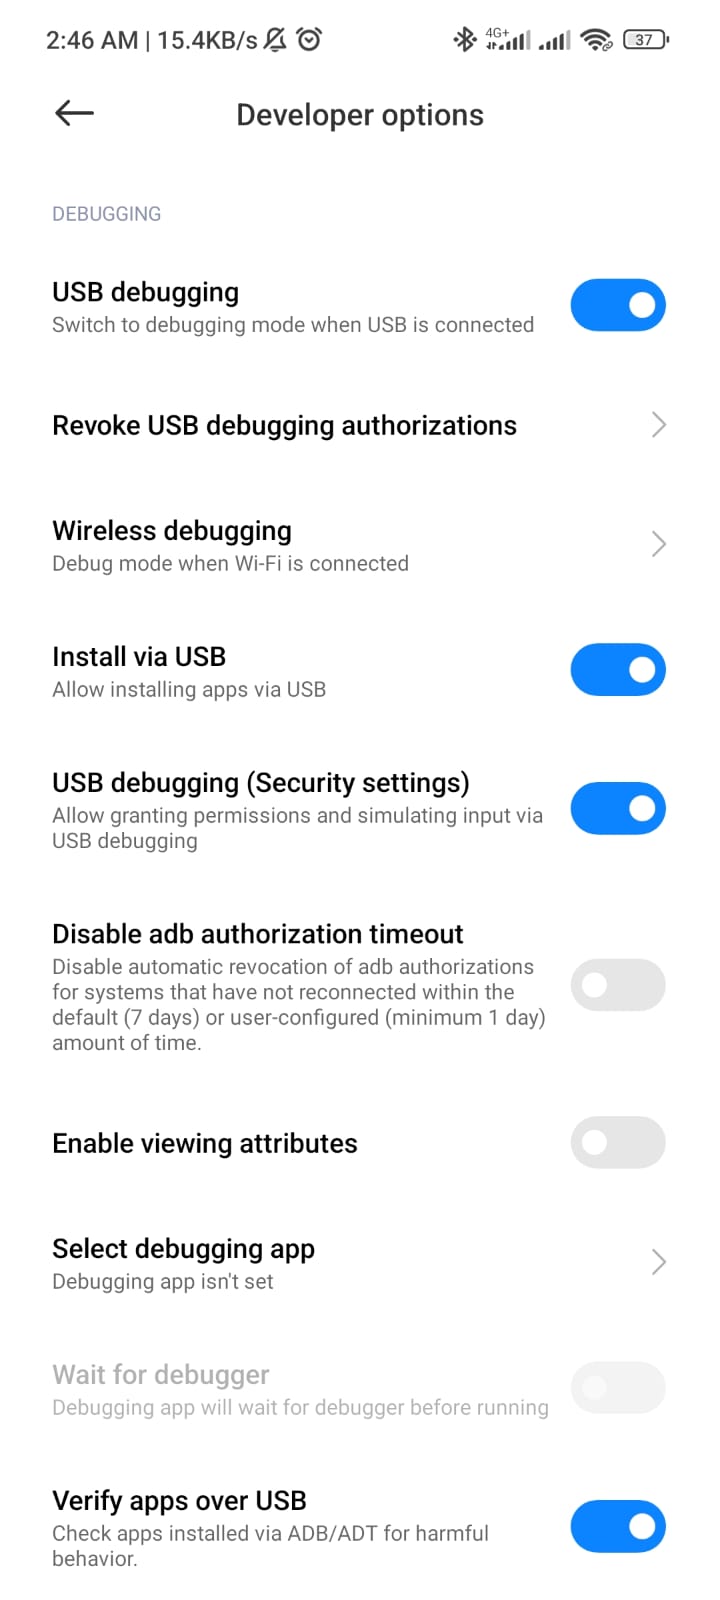 2:46 AM | 15.4KB/s 4G+ 37
Developer options
DEBUGGING
USB debugging
Switch to debugging mode when USB is connected
Revoke USB debugging authorizations
Wireless debugging
Debug mode when Wi-Fi is connected
Install via USB
Allow installing apps via USB
USB debugging (Security settings)
Allow granting permissions and simulating input via
USB debugging
Disable adb authorization timeout
Disable automatic revocation of adb authorizations
for systems that have not reconnected within the
default (7 days) or user-configured (minimum 1 day)
amount of time.
Enable viewing attributes
Select debugging app
Debugging app isn't set
Wait for debugger
Debugging app will wait for debugger before running
Verify apps over USB
Check apps installed via ADB/ADT for harmful
behavior.